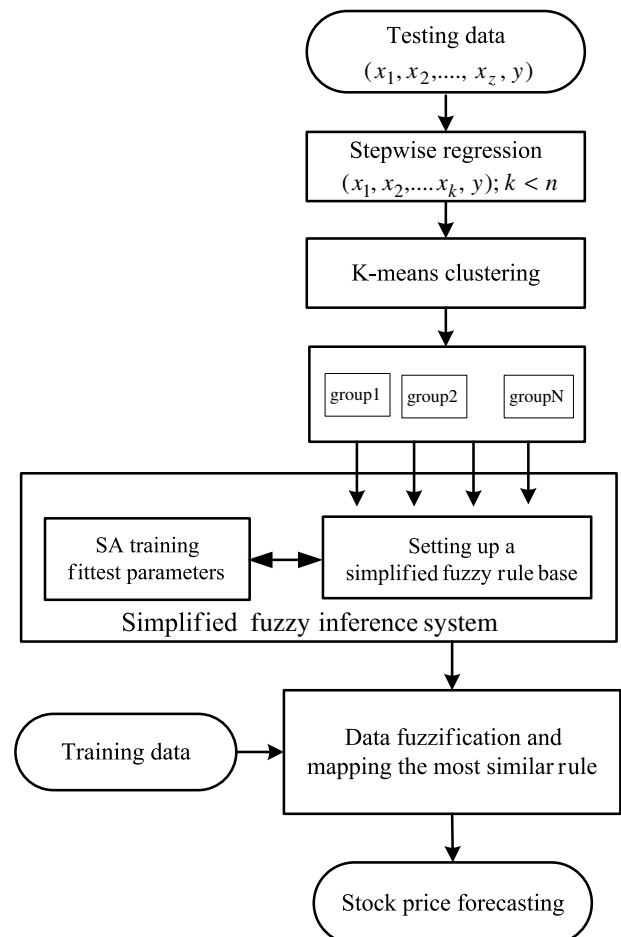 Testing data
(x₁, x₂,...., x_z, y)
Stepwise regression
(x₁, x₂,....x_k, y); k < n
K-means clustering
group1 group2 groupN
SA training
fittest parameters
Setting up a
simplified fuzzy rule base
Simplified fuzzy inference system
Training data
Data fuzzification and
mapping the most similar rule
Stock price forecasting